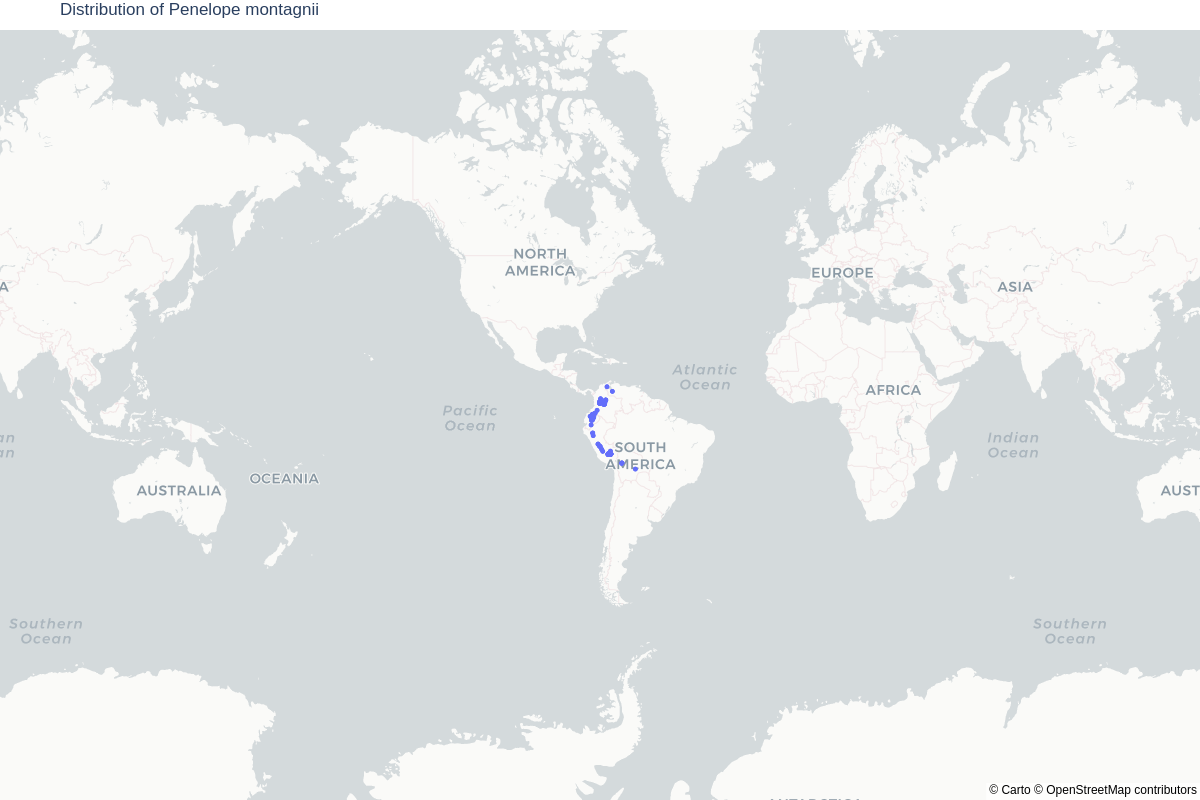 Distribution of Penelope montagnii
NORTH
AMERICA
EUROPE
A
ASIA
Atlantic
Ocean
AFRICA
Pacific
Ocean
an
an
Indian
Ocean
SOUTH
AMERICA
OCEANIA
AUSTRALIA
AUST
Southern
Ocean
Southern
Ocean
© Carto © OpenStreetMap contributors